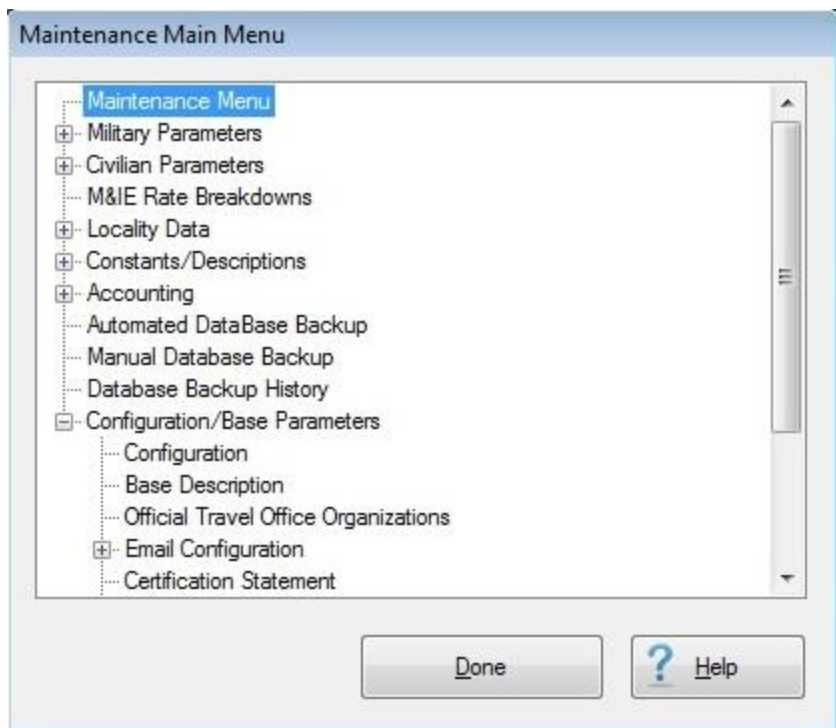 Maintenance Main Menu
Maintenance Menu
Military Parameters
Civilian Parameters
M&IE Rate Breakdowns
Locality Data
Constants/Descriptions
Accounting
Automated DataBase Backup
Manual Database Backup
Database Backup History
Configuration/Base Parameters
Configuration
Base Description
Official Travel Office Organizations
Email Configuration
Certification Statement
Done
? Help